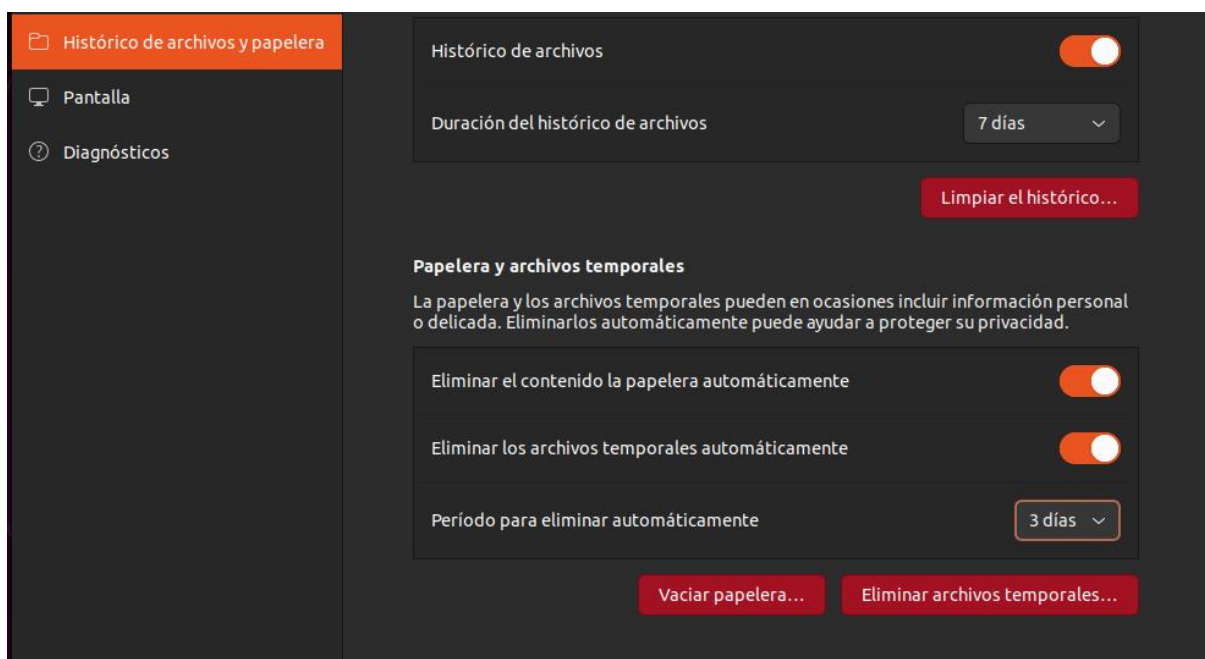 Histórico de archivos y papelera
Pantalla
Diagnósticos
Histórico de archivos
Duración del histórico de archivos
7 días
Limpiar el histórico...
Papelera y archivos temporales
La papelera y los archivos temporales pueden en ocasiones incluir información personal
o delicada. Eliminarlos automáticamente puede ayudar a proteger su privacidad.
Eliminar el contenido la papelera automáticamente
Eliminar los archivos temporales automáticamente
Período para eliminar automáticamente
3 días
Vaciar papelera...
Eliminar archivos temporales...